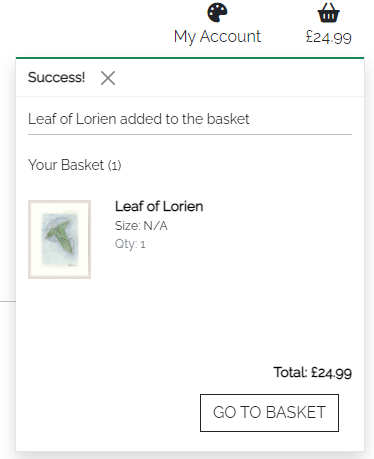 My Account
£24.99
Success!
Leaf of Lorien added to the basket
Your Basket (1)
Leaf of Lorien
Size: N/A
Qty: 1
Total: £24.99
GO TO BASKET